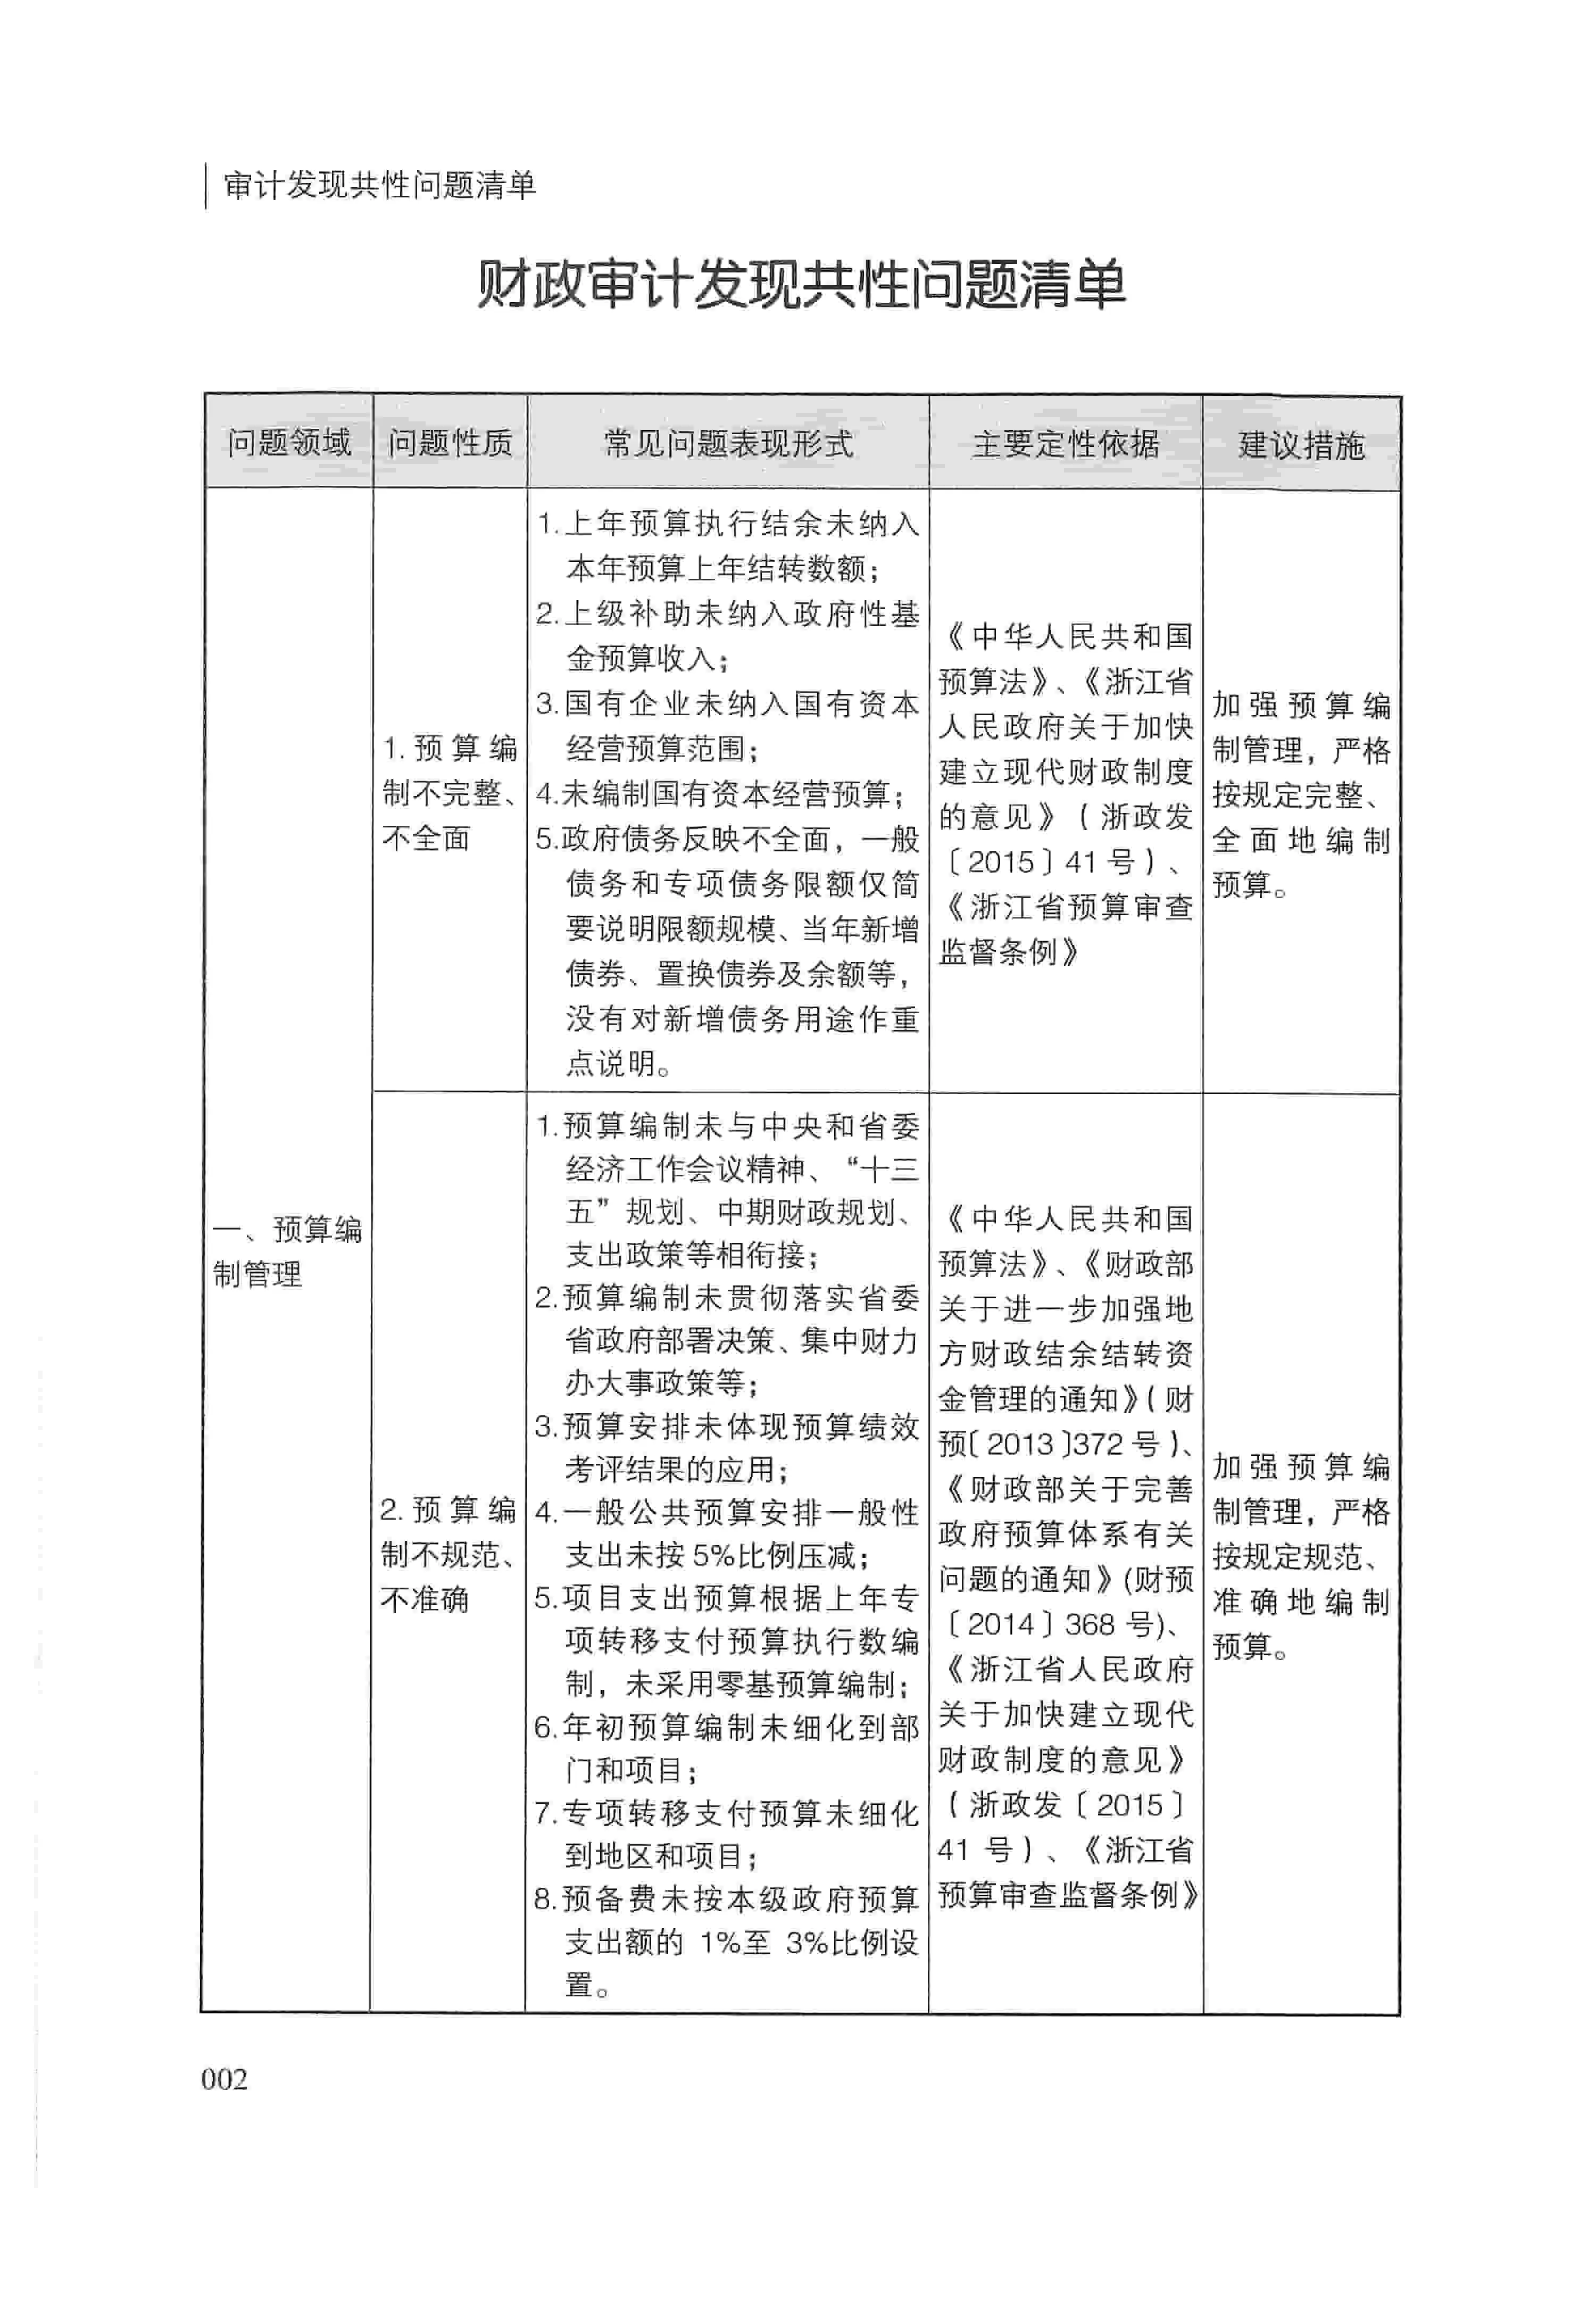 审计发现共性问题清单
财政审计发现共性问题清单
问题领域
问题性质
常见问题表现形式
主要定性依据
建议措施
一、预算编
制管理
1.预算编
制不完整、
不全面
1.上年预算执行结余未纳入
本年预算上年结转数额；
2.上级补助未纳入政府性基
金预算收入；
3.国有企业未纳入国有资本
经营预算范围；
4.未编制国有资本经营预算；
5.政府债务反映不全面，一般
债务和专项债务限额仅简
要说明限额规模、当年新增
债券、置换债券及余额等，
没有对新增债务用途作重
点说明。
《中华人民共和国
预算法》、《浙江省
人民政府关于加快
建立现代财政制度
的意见》（浙政发
〔2015〕41号）、
《浙江省预算审查
监督条例》
加强预算编
制管理，严格
按规定完整、
全面地编制
预算。
2.预算编
制不规范、
不准确
1.预算编制未与中央和省委
经济工作会议精神、“十三
五”规划、中期财政规划、
支出政策等相衔接；
2.预算编制未贯彻落实省委
省政府部署决策、集中财力
办大事政策等；
3.预算安排未体现预算绩效
考评结果的应用；
4.一般公共预算安排一般性
支出未按5%比例压减；
5.项目支出预算根据上年专
项转移支付预算执行数编
制，未采用零基预算编制；
6.年初预算编制未细化到部
门和项目；
7.专项转移支付预算未细化
到地区和项目；
8.预备费未按本级政府预算
支出额的 1%至 3%比例设
置。
《中华人民共和国
预算法》、《财政部
关于进一步加强地
方财政结余结转资
金管理的通知》（财
预〔2013〕372号）、
《财政部关于完善
政府预算体系有关
问题的通知》(财预
〔2014〕368号)、
《浙江省人民政府
关于加快建立现代
财政制度的意见》
（浙政发〔2015〕
41号）、《浙江省
预算审查监督条例》
加强预算编
制管理，严格
按规定规范、
准确地编制
预算。
002